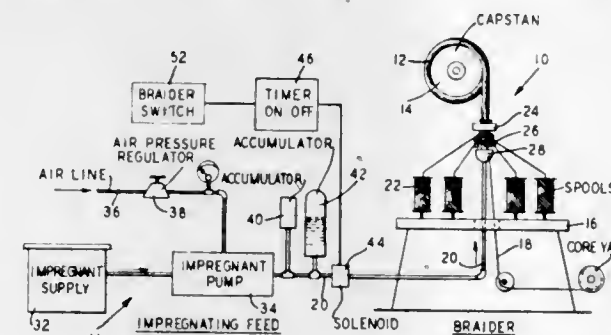 CAPSTAN
12
10
14
52
46
BRAIDER
SWITCH
TIMER
ON OFF
24
26
28
AIR PRESSURE
REGULATOR
ACCUMULATOR
ACCUMULATOR
AIR LINE
36
38
40
42
22
SPOOLS
16
44
18
20
CORE YA
IMPREGNANT
SUPPLY
IMPREGNANT
PUMP
32
34
20
SOLENOID
IMPREGNATING FEED
BRAIDER